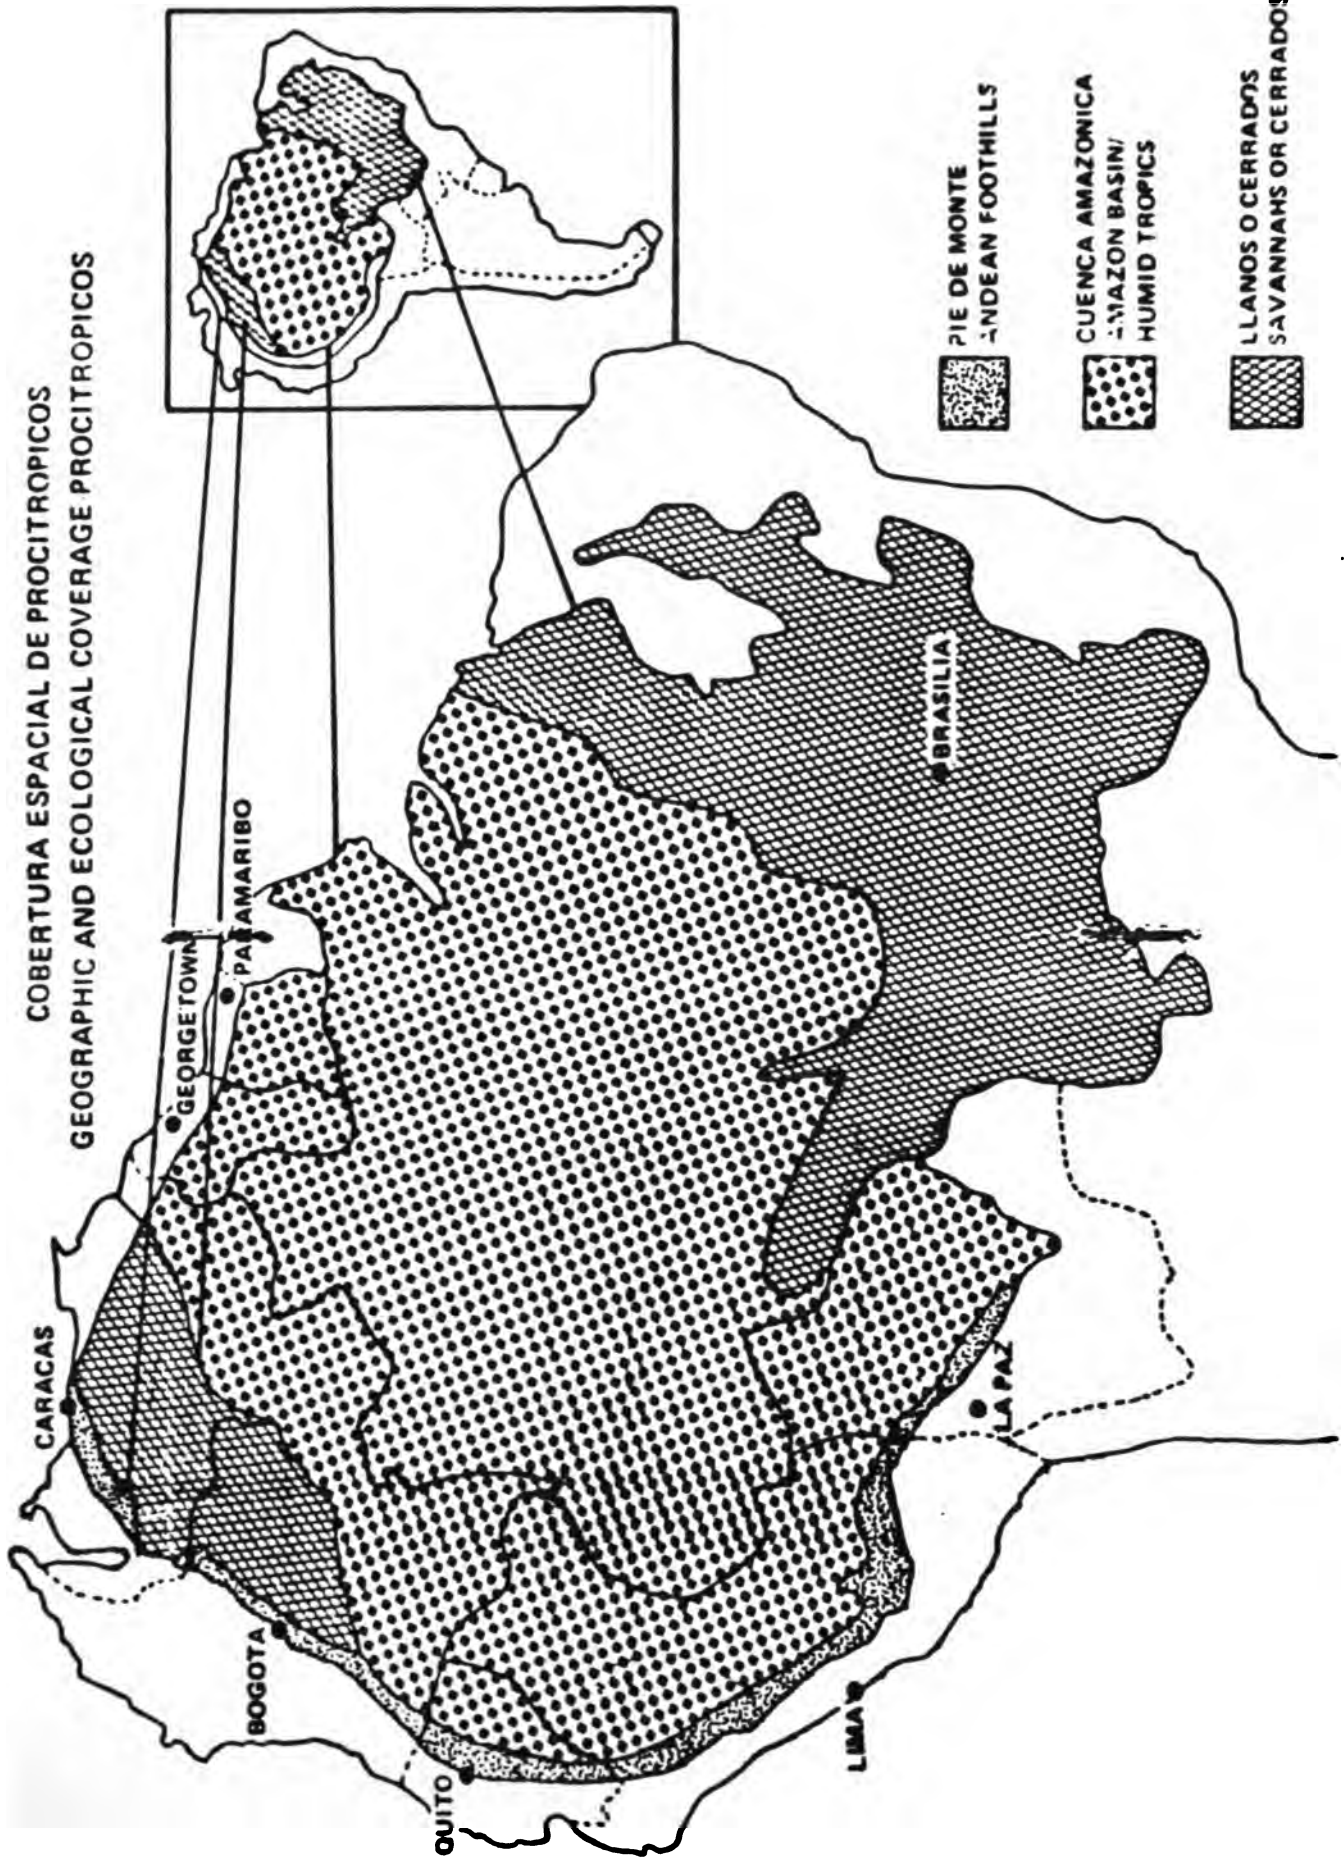 COBERTURA ESPACIAL DE PROCITROPICOS
GEOGRAPHIC AND ECOLOGICAL COVERAGE PROCITROPICOS
CARACAS
GEORGETOWN
PARAMARIBO
BOGOTA
QUITO
LIMA
LA PAZ
BRASILIA
PIE DE MONTE
ANDEAN FOOTHILLS
CUENCA AMAZONICA
AMAZON BASIN/
HUMID TROPICS
LLANOS O CERRADOS
SAVANNAHS OR CERRADOS